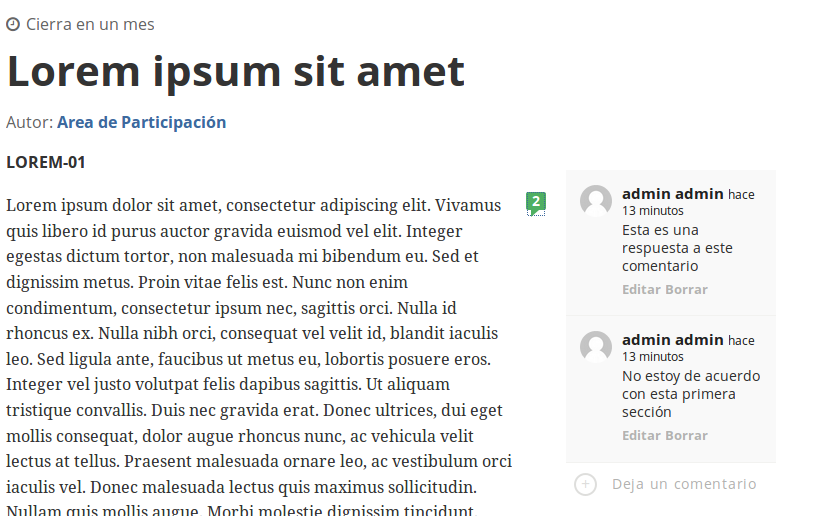 Cierra en un mes
Lorem ipsum sit amet
Autor: Area de Participación
LOREM-01
Lorem ipsum dolor sit amet, consectetur adipiscing elit. Vivamus
quis libero id purus auctor gravida euismod vel elit. Integer
egestas dictum tortor, non malesuada mi bibendum eu. Sed et
dignissim metus. Proin vitae felis est. Nunc non enim
condimentum, consectetur ipsum nec, sagittis orci. Nulla id
rhoncus ex. Nulla nibh orci, consequat vel velit id, blandit iaculis
leo. Sed ligula ante, faucibus ut metus eu, lobortis posuere eros.
Integer vel justo volutpat felis dapibus sagittis. Ut aliquam
tristique convallis. Duis nec gravida erat. Donec ultrices, dui eget
mollis consequat, dolor augue rhoncus nunc, ac vehicula velit
lectus at tellus. Praesent malesuada ornare leo, ac vestibulum orci
iaculis vel. Donec malesuada lectus quis maximus sollicitudin.
Nullam quis mollis augue. Morbi molestie dignissim tincidunt.
2
admin admin hace
13 minutos
Esta es una
respuesta a este
comentario
Editar Borrar
admin admin hace
13 minutos
No estoy de acuerdo
con esta primera
sección
Editar Borrar
Deja un comentario